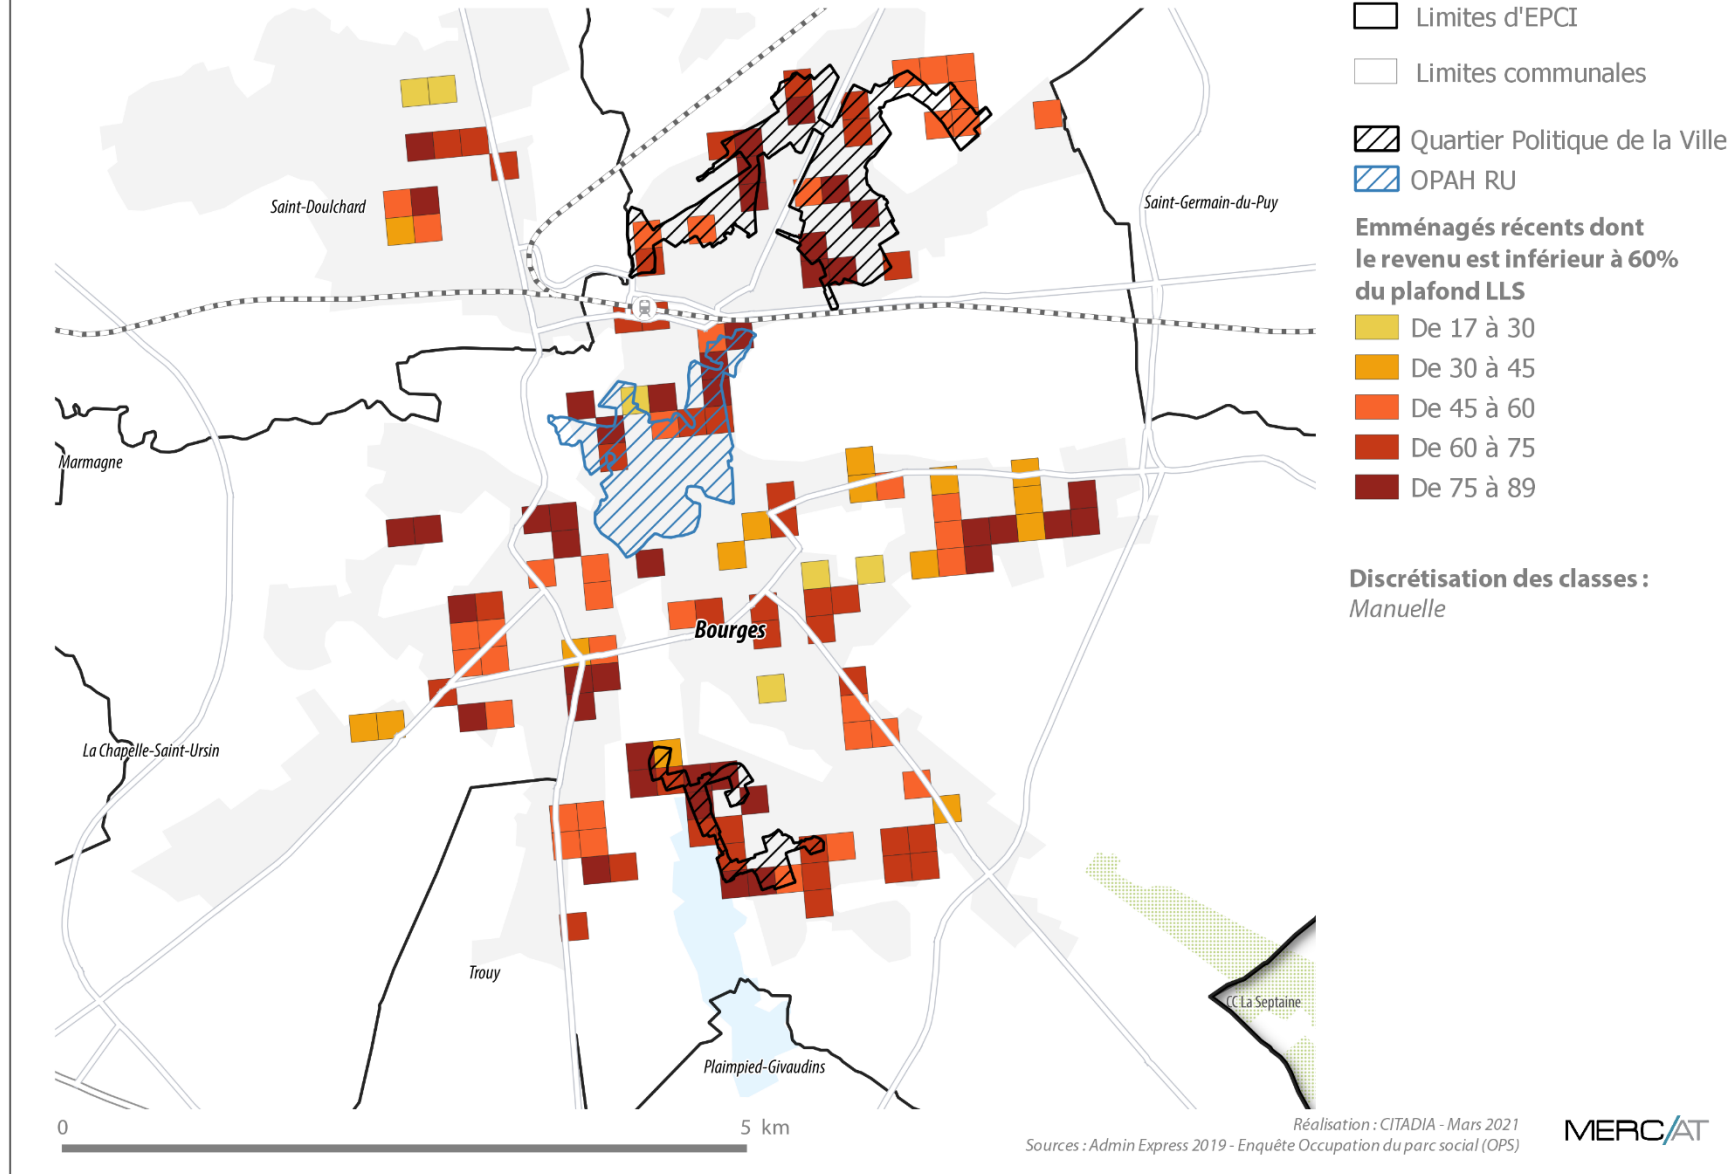 Limites d'EPCI
Limites communales
Quartier Politique de la Ville
OPAH RU
Emménagés récents dont
le revenu est inférieur à 60%
du plafond LLS
De 17 à 30
De 30 à 45
De 45 à 60
De 60 à 75
De 75 à 89
Discrétisation des classes :
Manuelle
Saint-Doulchard
Saint-Germain-du-Puy
Marmagne
Bourges
La Chapelle-Saint-Ursin
Trouy
CC La Septaine
Plaimpied-Givaudins
0
5 km
Réalisation : CITADIA - Mars 2021
Sources : Admin Express 2019 - Enquête Occupation du parc social (OPS)
MERC/AT